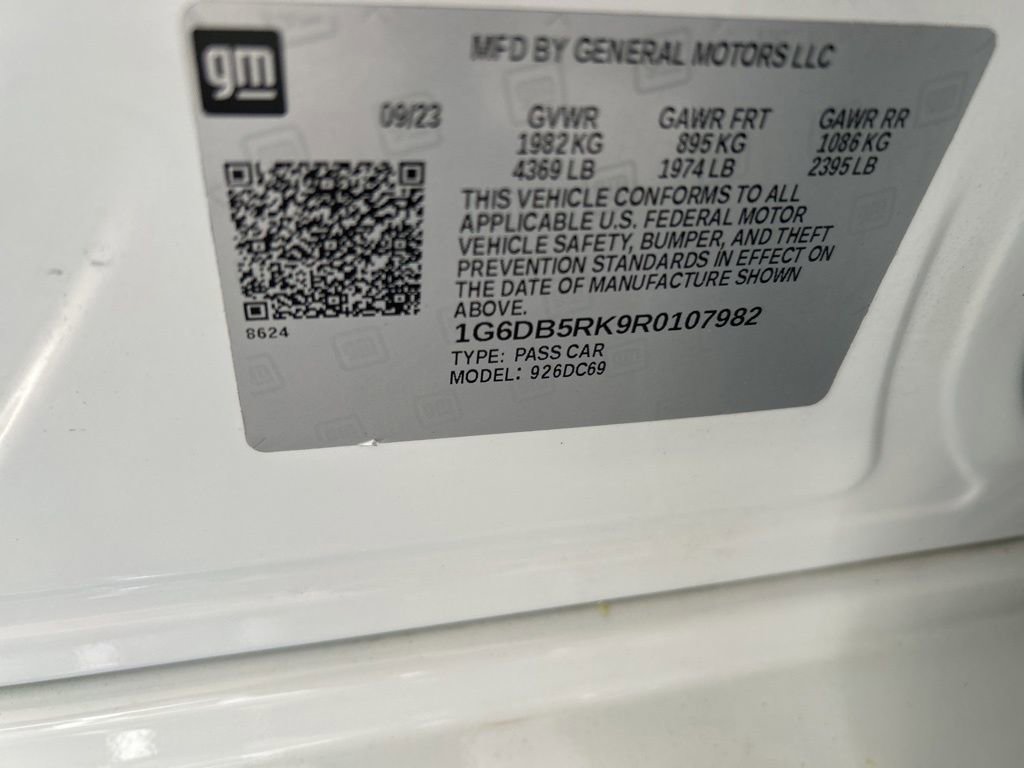 gm
MFD BY GENERAL MOTORS LLC
09/23 GVWR GAWR FRT GAWR RR
1982 KG 895 KG 1086 KG
4369 LB 1974 LB 2395 LB
THIS VEHICLE CONFORMS TO ALL
APPLICABLE U.S. FEDERAL MOTOR
VEHICLE SAFETY, BUMPER, AND THEFT
PREVENTION STANDARDS IN EFFECT ON
THE DATE OF MANUFACTURE SHOWN
ABOVE.
8624
1G6DB5RK9R0107982
TYPE: PASS CAR
MODEL: 926DC69